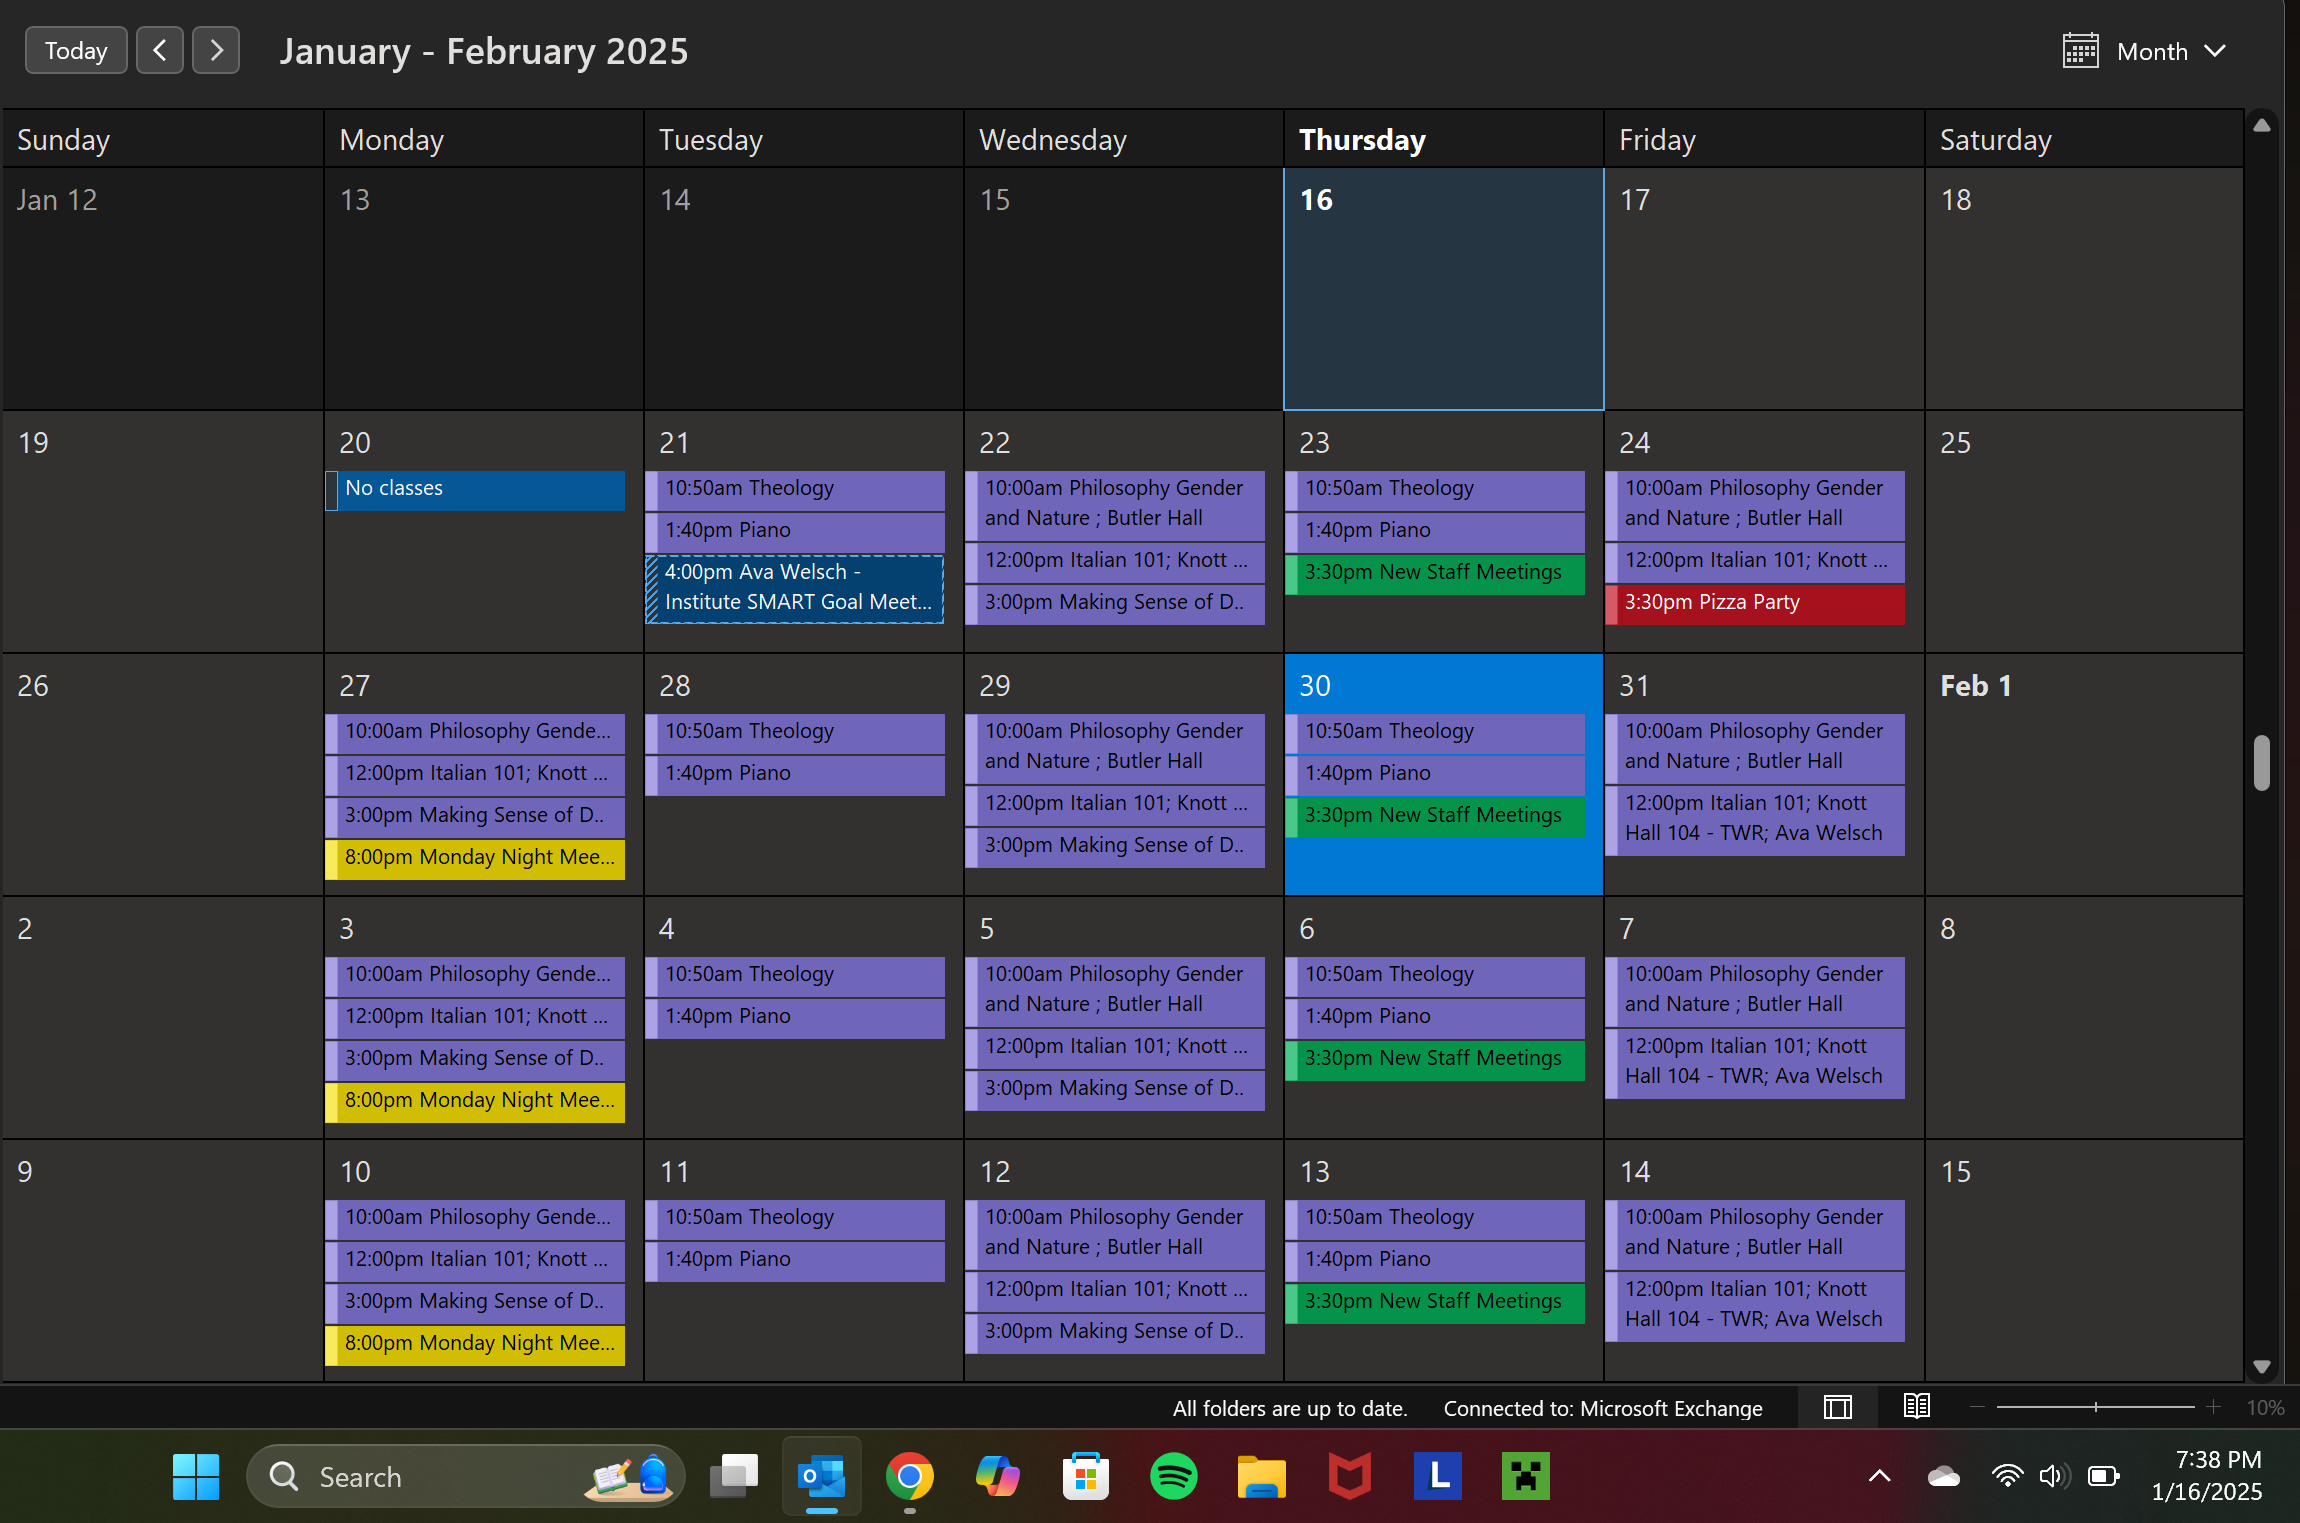 Today
January - February 2025
Month
Sunday Monday Tuesday Wednesday Thursday Friday Saturday
Jan 12 13 14 15 16 17 18
19 20 21 22 23 24 25
No classes
10:50am Theology
1:40pm Piano
4:00pm Ava Welsch -
Institute SMART Goal Meet...
10:00am Philosophy Gender
and Nature ; Butler Hall
12:00pm Italian 101; Knott ...
3:00pm Making Sense of D..
10:50am Theology
1:40pm Piano
3:30pm New Staff Meetings
10:00am Philosophy Gender
and Nature ; Butler Hall
12:00pm Italian 101; Knott ...
3:30pm Pizza Party
26 27 28 29 30 31 Feb 1
10:00am Philosophy Gende...
12:00pm Italian 101; Knott ...
3:00pm Making Sense of D..
8:00pm Monday Night Mee...
10:50am Theology
1:40pm Piano
10:00am Philosophy Gender
and Nature ; Butler Hall
12:00pm Italian 101; Knott ...
3:00pm Making Sense of D..
10:50am Theology
1:40pm Piano
3:30pm New Staff Meetings
10:00am Philosophy Gender
and Nature ; Butler Hall
12:00pm Italian 101; Knott
Hall 104 - TWR; Ava Welsch
2 3 4 5 6 7 8
10:00am Philosophy Gende...
12:00pm Italian 101; Knott ...
3:00pm Making Sense of D..
8:00pm Monday Night Mee...
10:50am Theology
1:40pm Piano
10:00am Philosophy Gender
and Nature ; Butler Hall
12:00pm Italian 101; Knott ...
3:00pm Making Sense of D..
10:50am Theology
1:40pm Piano
3:30pm New Staff Meetings
10:00am Philosophy Gender
and Nature ; Butler Hall
12:00pm Italian 101; Knott
Hall 104 - TWR; Ava Welsch
9 10 11 12 13 14 15
10:00am Philosophy Gende...
12:00pm Italian 101; Knott ...
3:00pm Making Sense of D..
8:00pm Monday Night Mee...
10:50am Theology
1:40pm Piano
10:00am Philosophy Gender
and Nature ; Butler Hall
12:00pm Italian 101; Knott ...
3:00pm Making Sense of D..
10:50am Theology
1:40pm Piano
3:30pm New Staff Meetings
10:00am Philosophy Gender
and Nature ; Butler Hall
12:00pm Italian 101; Knott
Hall 104 - TWR; Ava Welsch
All folders are up to date. Connected to: Microsoft Exchange 10%
Search
L
7:38 PM
1/16/2025